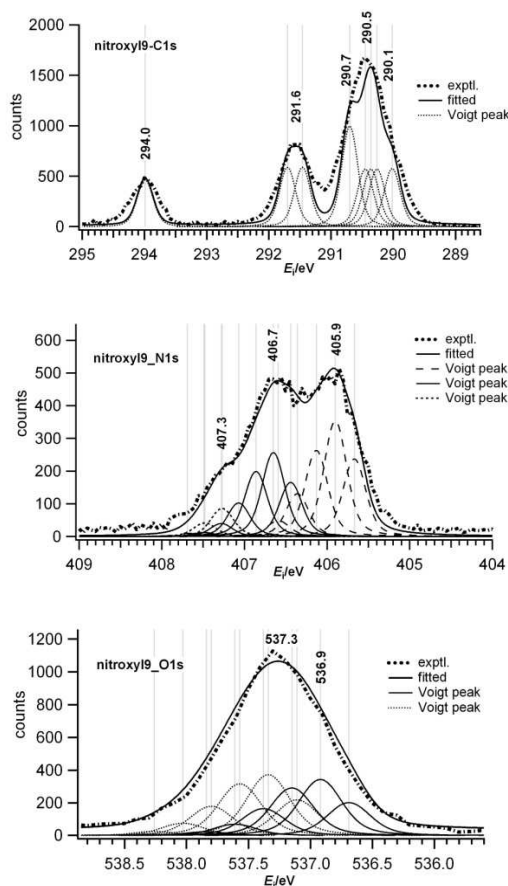 nitroxyl9-C1s
294.0
291.6
290.7
290.5
290.1
exptl.
fitted
Voigt peak
counts
2000
1500
1000
500
0
295
294
293
292
291
290
289
Eᵢ/eV
nitroxyl9_N1s
407.3
406.7
405.9
exptl.
fitted
Voigt peak
Voigt peak
Voigt peak
counts
600
500
400
300
200
100
0
409
408
407
406
405
404
Eᵢ/eV
nitroxyl9_O1s
537.3
536.9
exptl.
fitted
Voigt peak
Voigt peak
counts
1200
1000
800
600
400
200
0
538.5
538.0
537.5
537.0
536.5
536.0
Eᵢ/eV